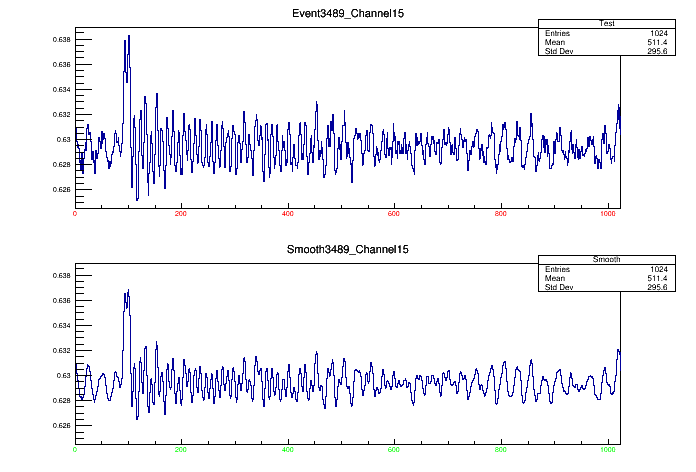 Event3489_Channel15
Test
Entries 1024
Mean 511.4
Std Dev 295.6
0.638
0.636
0.634
0.632
0.63
0.628
0.626
0 200 400 600 800 1000
Smooth3489_Channel15
Smooth
Entries 1024
Mean 511.4
Std Dev 295.6
0.638
0.636
0.634
0.632
0.63
0.628
0.626
0 200 400 600 800 1000